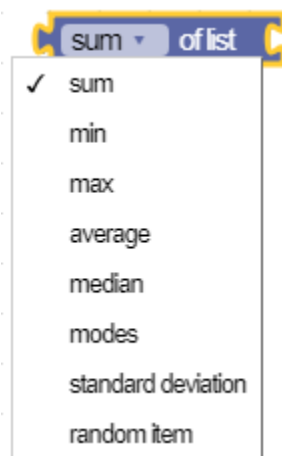 sum ▾ of list
✓ sum
min
max
average
median
modes
standard deviation
random item